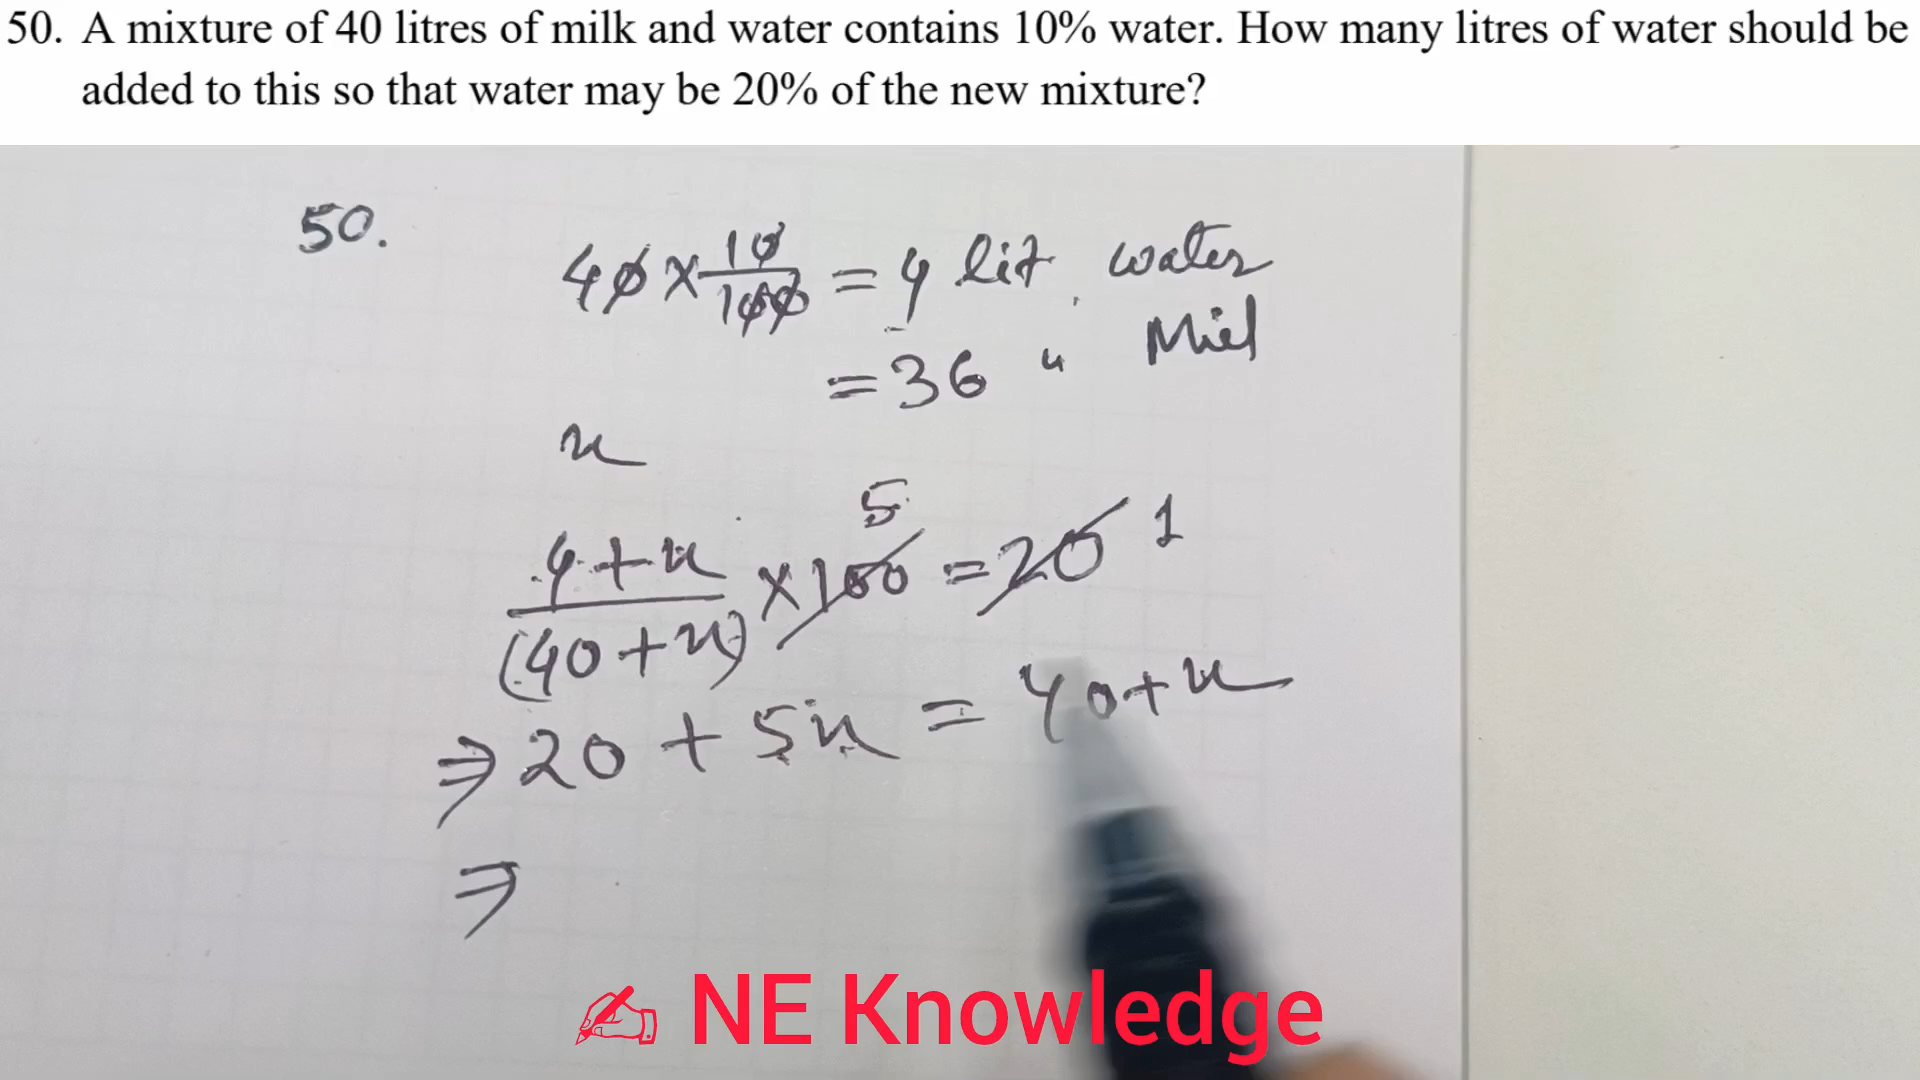 50. A mixture of 40 litres of milk and water contains 10% water. How many litres of water should be
added to this so that water may be 20% of the new mixture?
50.
40 × 10/100 = 4 lit. water
= 36 " Mil
x
(4+x)/(40+x) × 100 5 = 20 1
⇒ 20 + 5x = 40+x
⇒
✍ NE Knowledge